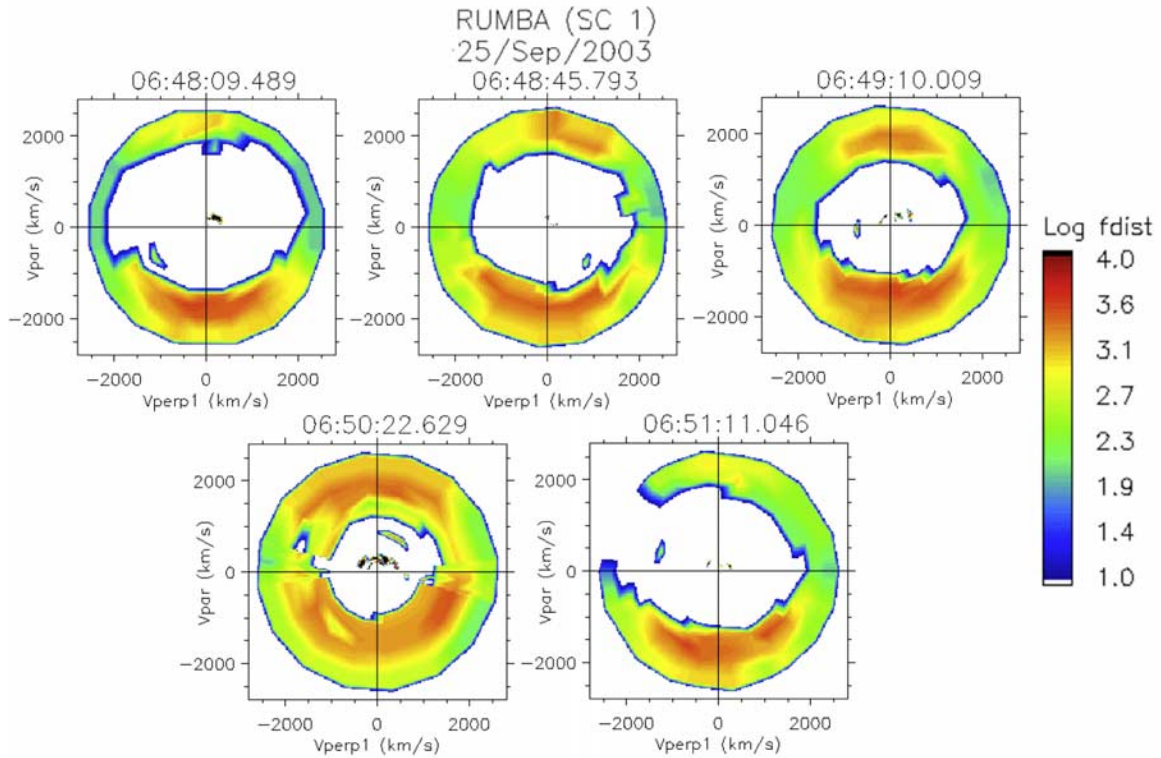 RUMBA (SC 1)
25/Sep/2003
06:48:09.489
06:48:45.793
06:49:10.009
Vpar (km/s)
2000
0
−2000
−2000 0 2000
Vperp1 (km/s)
Vpar (km/s)
2000
0
−2000
−2000 0 2000
Vperp1 (km/s)
Vpar (km/s)
2000
0
−2000
−2000 0 2000
Vperp1 (km/s)
Log fdist
4.0
3.6
3.1
2.7
2.3
1.9
1.4
1.0
06:50:22.629
06:51:11.046
Vpar (km/s)
2000
0
−2000
−2000 0 2000
Vperp1 (km/s)
Vpar (km/s)
2000
0
−2000
−2000 0 2000
Vperp1 (km/s)